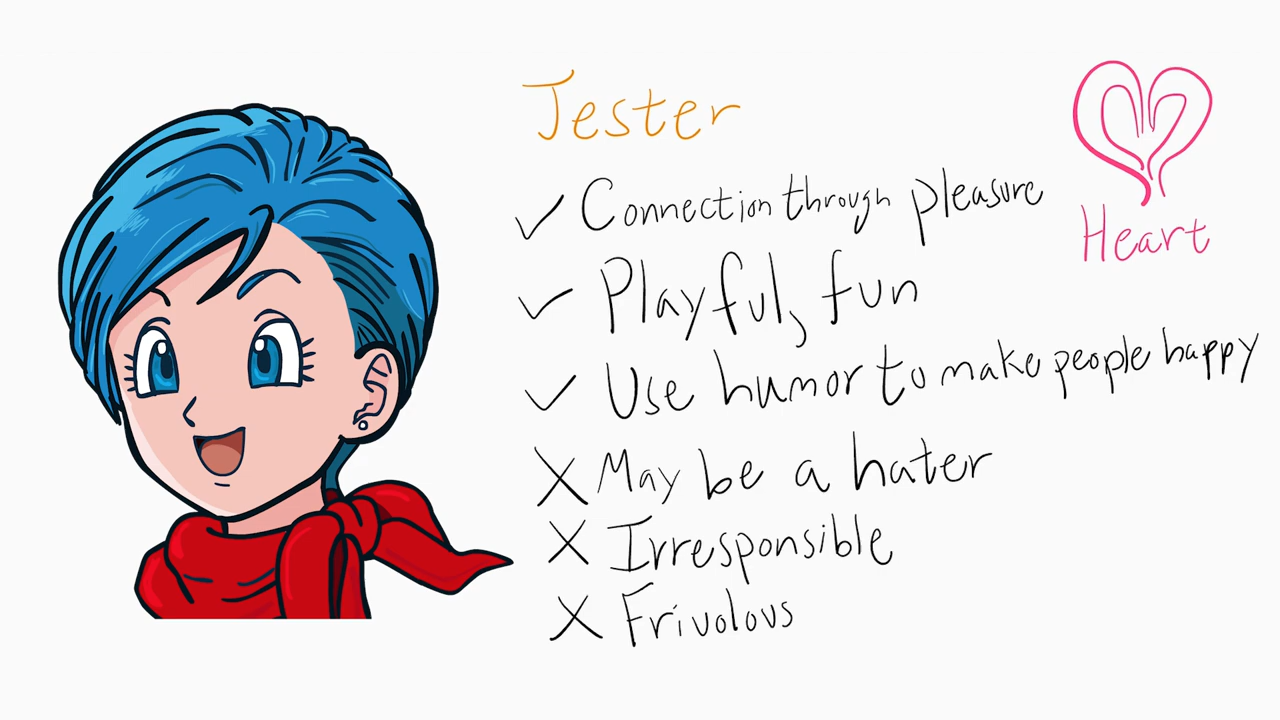 Jester
✓ Connection through pleasure
✓ Playful, fun
✓ Use humor to make people happy
X May be a hater
X Irresponsible
X Frivolous
Heart